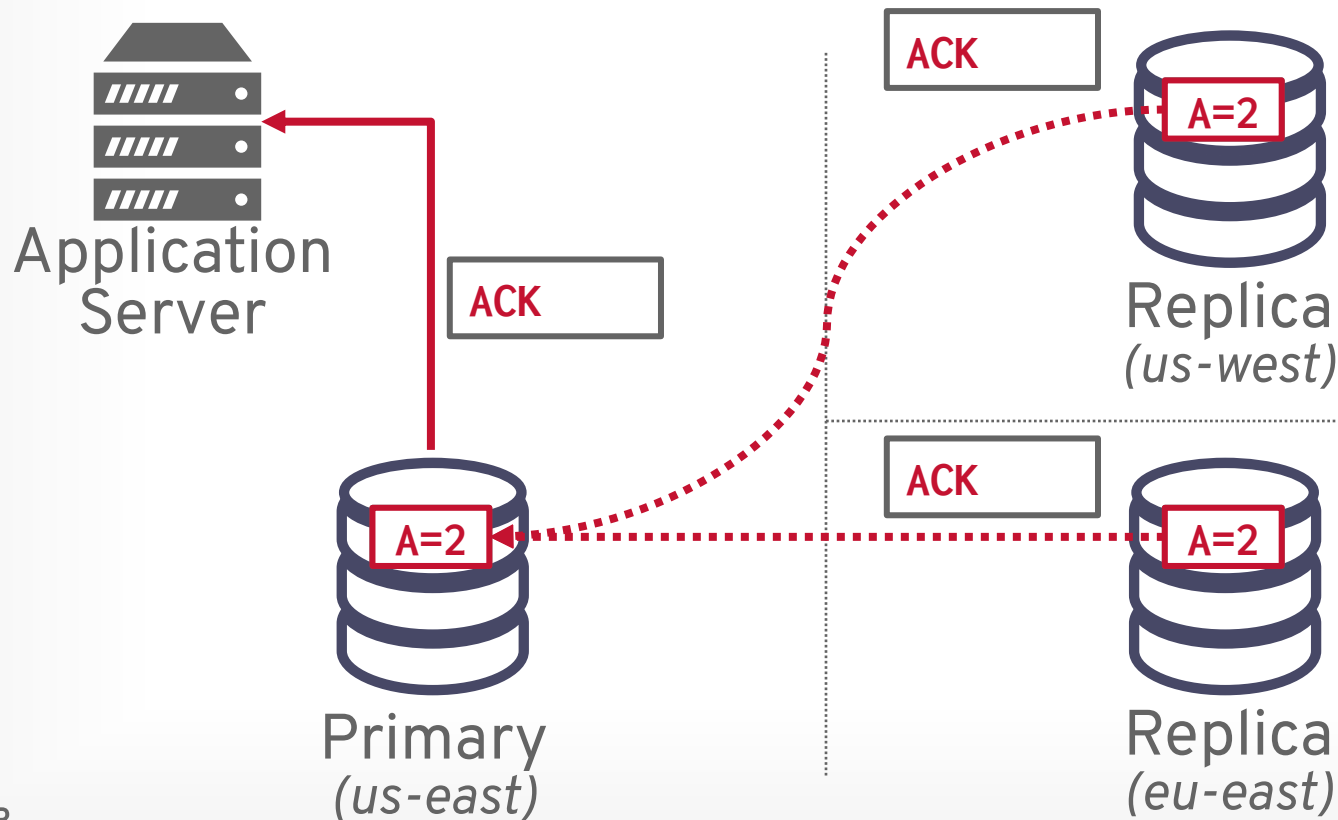 ACK
A=2
Application
Server
ACK
Replica
(us-west)
ACK
A=2
A=2
Primary
(us-east)
Replica
(eu-east)